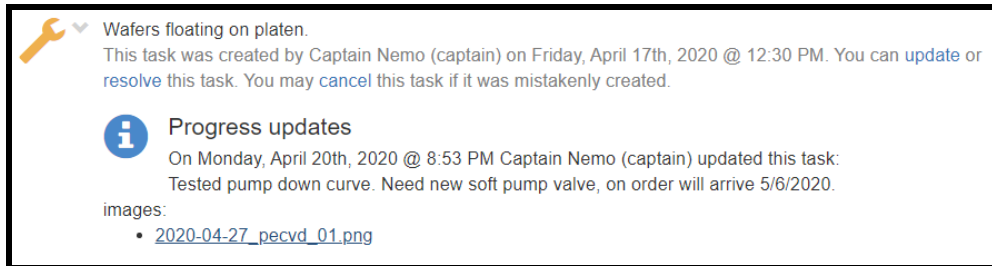 Wafers floating on platen.
This task was created by Captain Nemo (captain) on Friday, April 17th, 2020 @ 12:30 PM. You can update or
resolve this task. You may cancel this task if it was mistakenly created.
Progress updates
On Monday, April 20th, 2020 @ 8:53 PM Captain Nemo (captain) updated this task:
Tested pump down curve. Need new soft pump valve, on order will arrive 5/6/2020.
images:
• 2020-04-27_pecvd_01.png